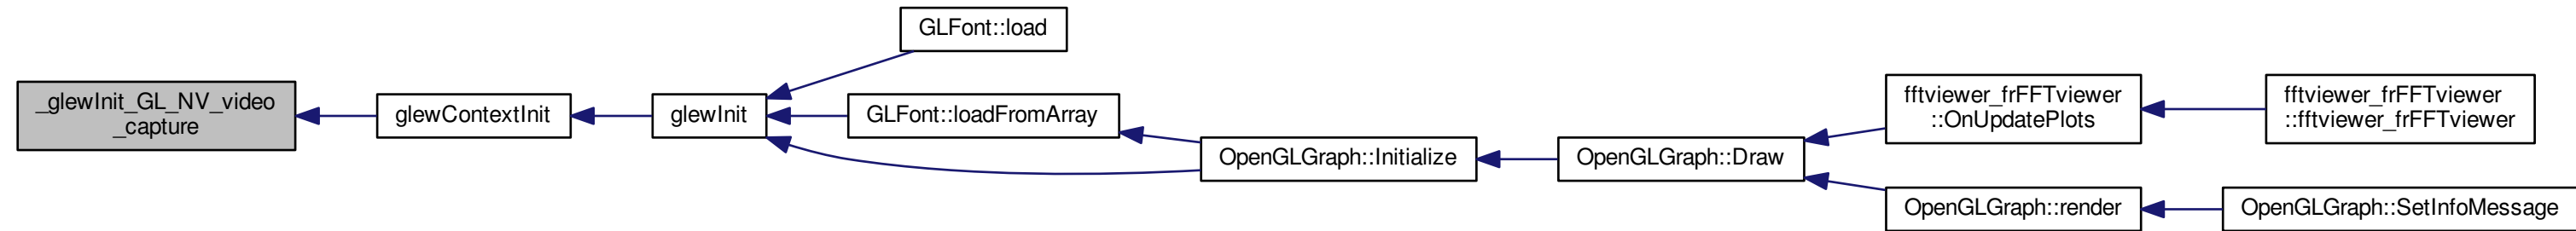 _glewInit_GL_NV_video
_capture
glewContextInit
glewInit
GLFont::load
GLFont::loadFromArray
OpenGLGraph::Initialize
OpenGLGraph::Draw
fftviewer_frFFTviewer
::OnUpdatePlots
fftviewer_frFFTviewer
::fftviewer_frFFTviewer
OpenGLGraph::render
OpenGLGraph::SetInfoMessage